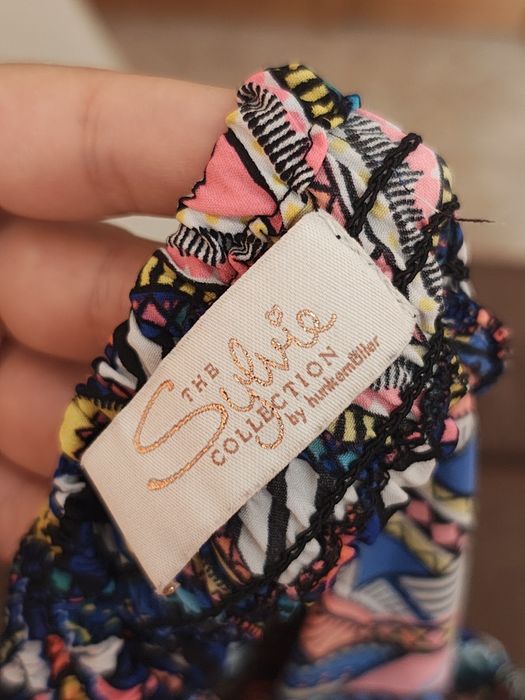 THE
Sylvie
COLLECTION
by hunkemöller